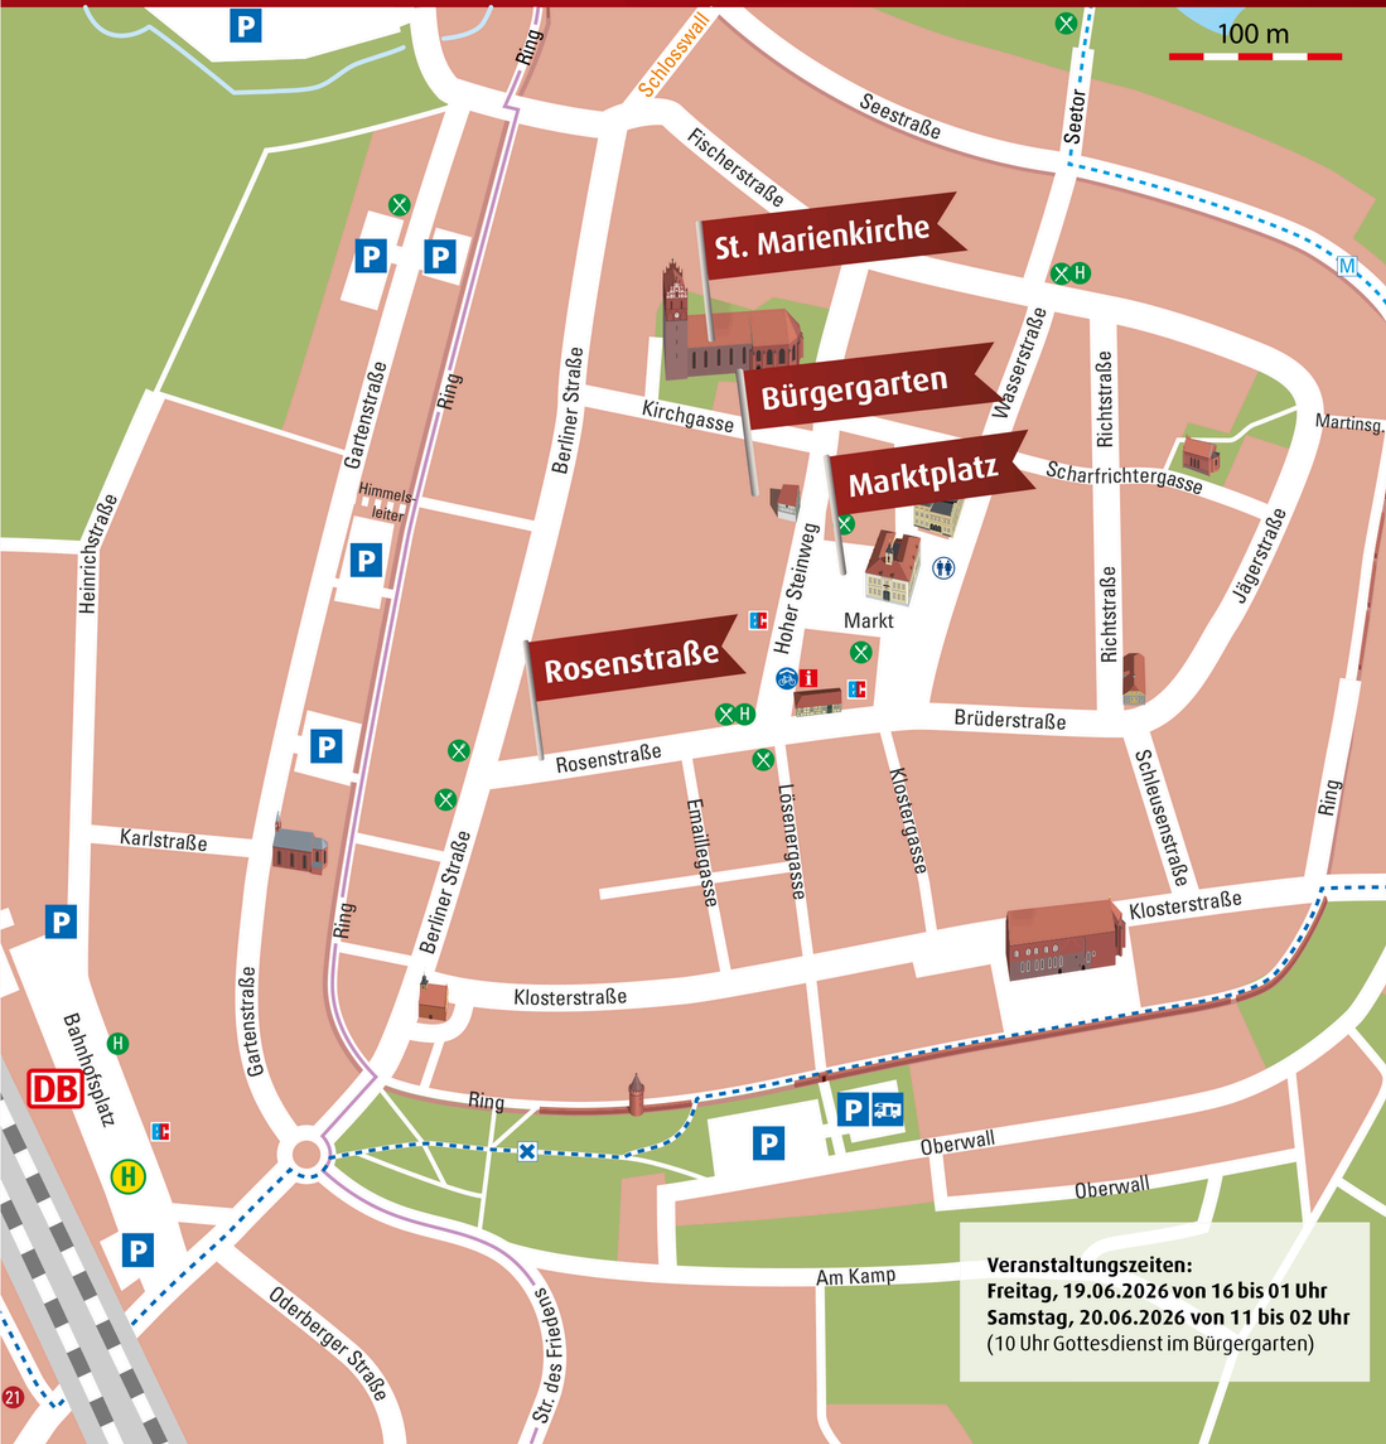 P
Ring
Schlosswall
100 m
Seestraße
Seetor
Fischerstraße
St. Marienkirche
P
P
M
H
Gartenstraße
Ring
Berliner Straße
Kirchgasse
Bürgergarten
Wasserstraße
Richtstraße
Martinsg.
Marktplatz
Scharfrichtergasse
Himmels-
leiter
Heinrichstraße
P
Hoher Steinweg
Jägerstraße
Richtstraße
Markt
Rosenstraße
i
H
Brüderstraße
P
Rosenstraße
Emaillegasse
Lösenergasse
Klostergasse
Schleusenstraße
Ring
Karlstraße
Berliner Straße
Ring
P
Klosterstraße
Klosterstraße
Gartenstraße
Bahnhofsplatz
H
DB
Ring
P
P
H
Oberwall
Oberwall
P
Am Kamp
Oderberger Straße
Str. des Friedens
21
Veranstaltungszeiten:
Freitag, 19.06.2026 von 16 bis 01 Uhr
Samstag, 20.06.2026 von 11 bis 02 Uhr
(10 Uhr Gottesdienst im Bürgergarten)